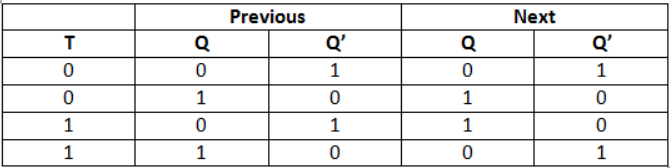 Previous Next
T Q Q’ Q Q’
0 0 1 0 1
0 1 0 1 0
1 0 1 1 0
1 1 0 0 1